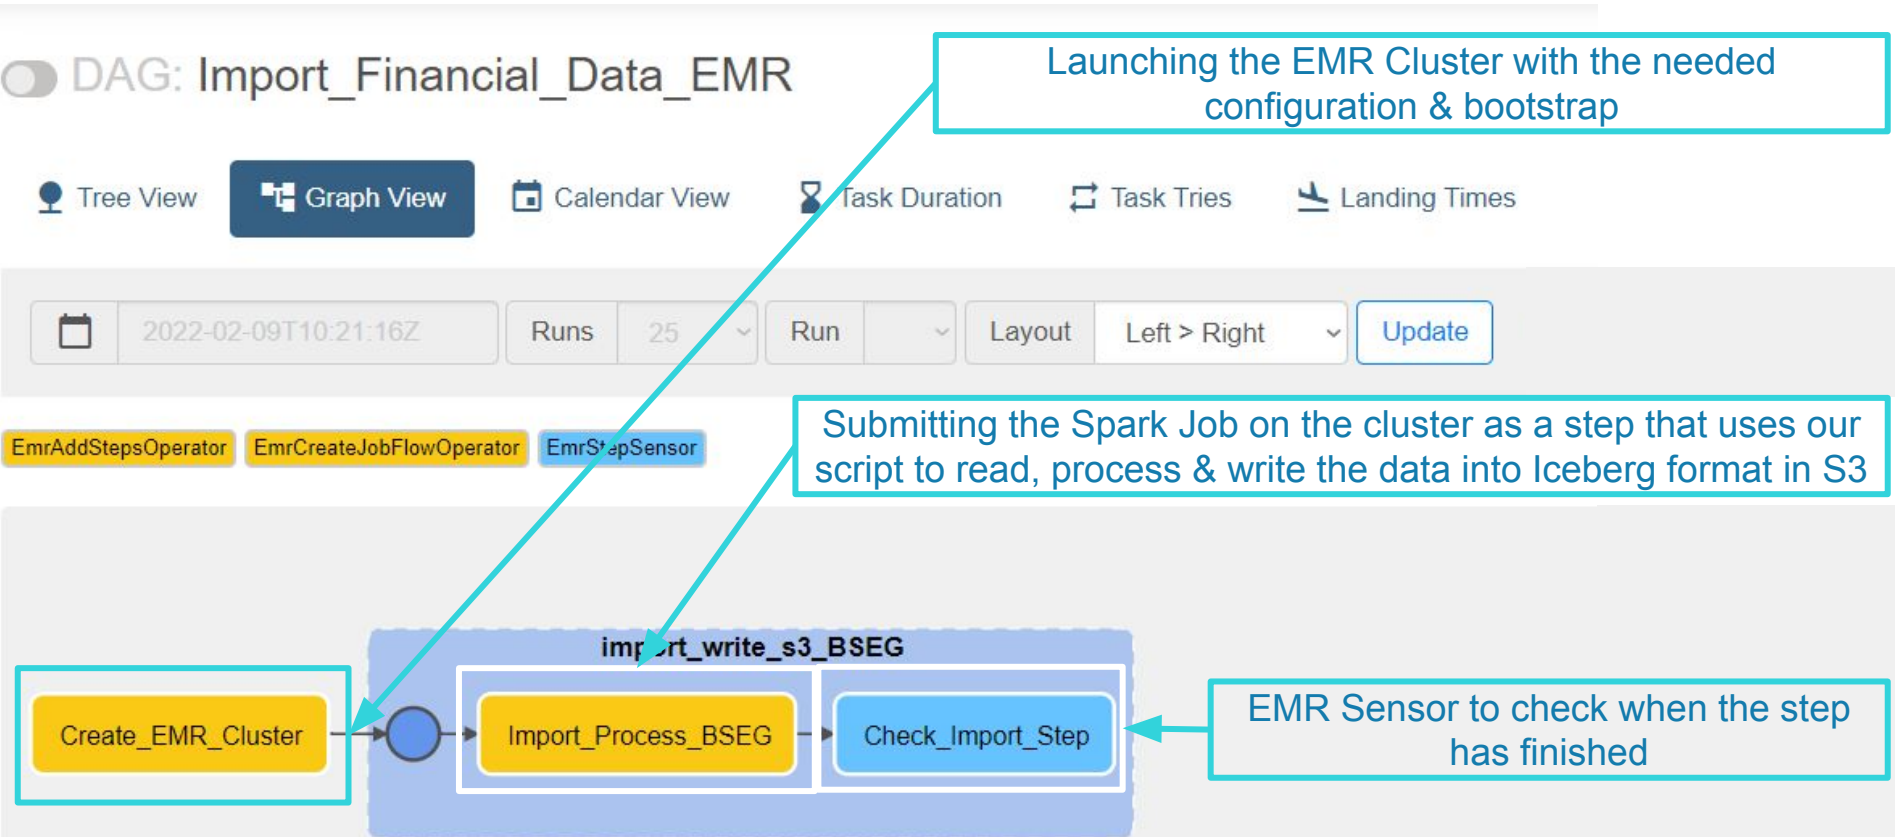 DAG: Import_Financial_Data_EMR
Launching the EMR Cluster with the needed
configuration & bootstrap
Tree View
Graph View
Calendar View
Task Duration
Task Tries
Landing Times
2022-02-09T10:21:16Z
Runs
25
Run
Layout
Left > Right
Update
EmrAddStepsOperator
EmrCreateJobFlowOperator
EmrStepSensor
Submitting the Spark Job on the cluster as a step that uses our
script to read, process & write the data into Iceberg format in S3
import_write_s3_BSEG
Create_EMR_Cluster
Import_Process_BSEG
Check_Import_Step
EMR Sensor to check when the step
has finished